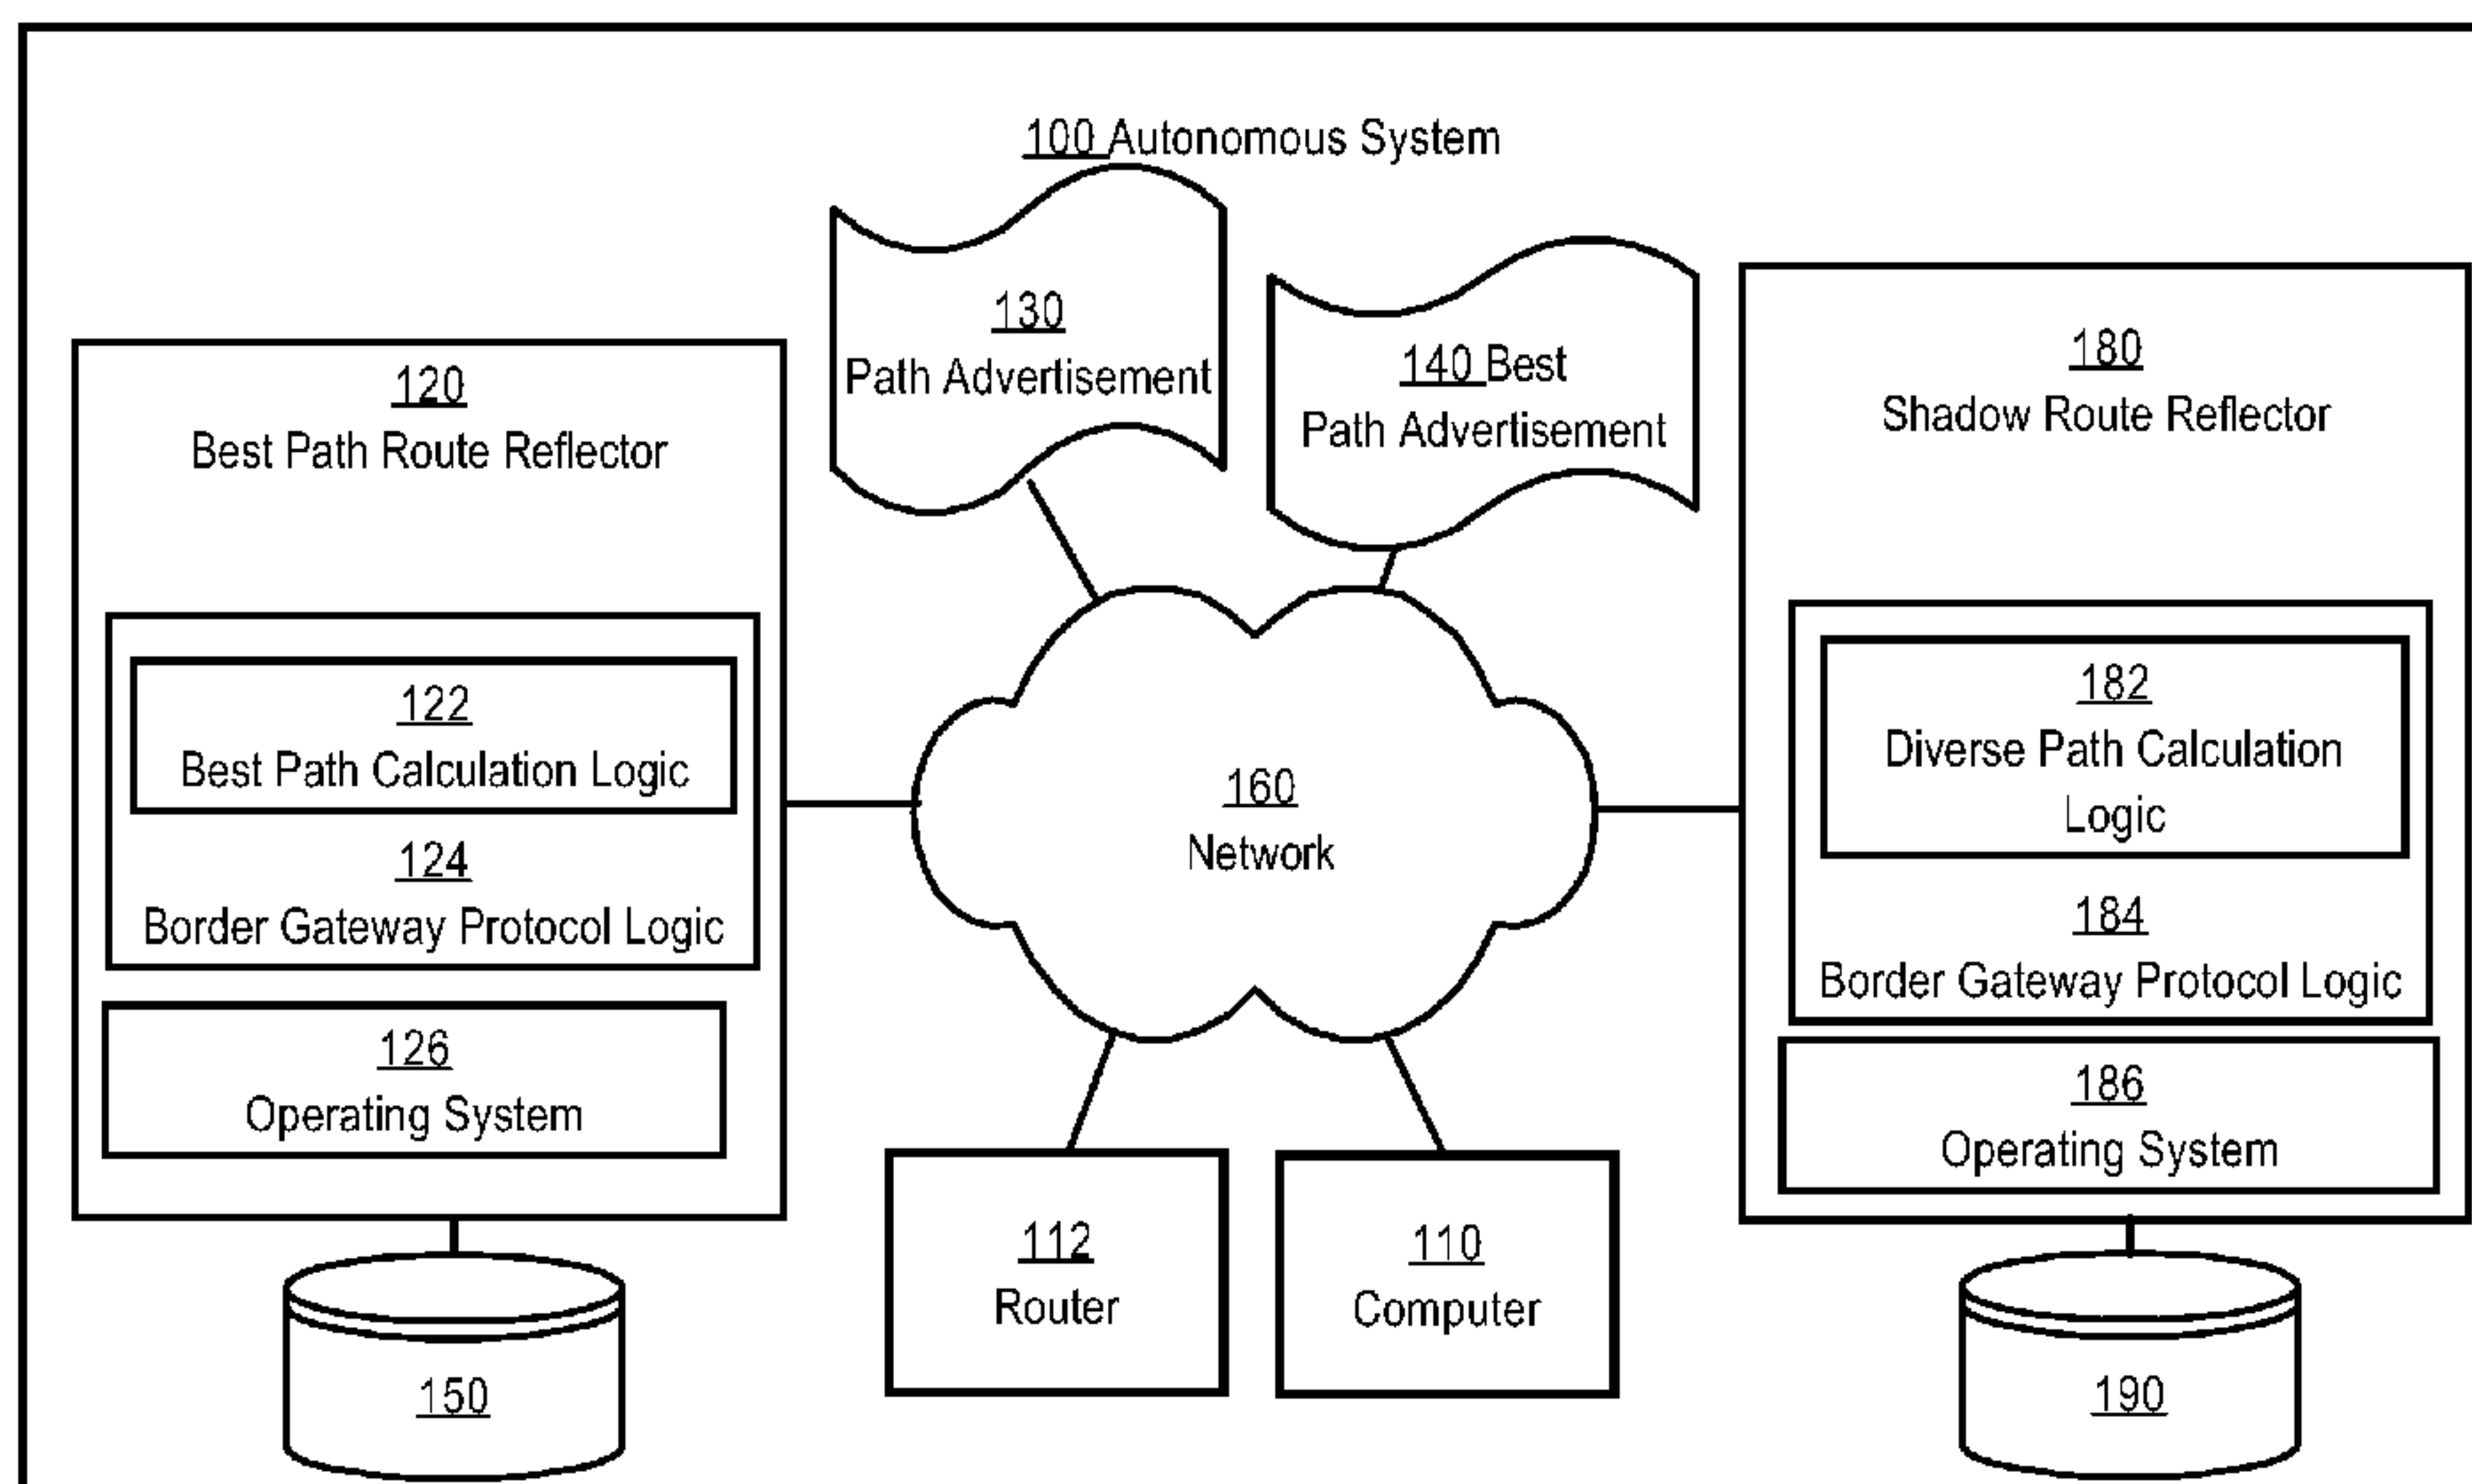 100 Autonomous System
130
Path Advertisement
140 Best
Path Advertisement
120
Best Path Route Reflector
122
Best Path Calculation Logic
124
Border Gateway Protocol Logic
126
Operating System
150
160
Network
112
Router
110
Computer
180
Shadow Route Reflector
182
Diverse Path Calculation
Logic
184
Border Gateway Protocol Logic
186
Operating System
190